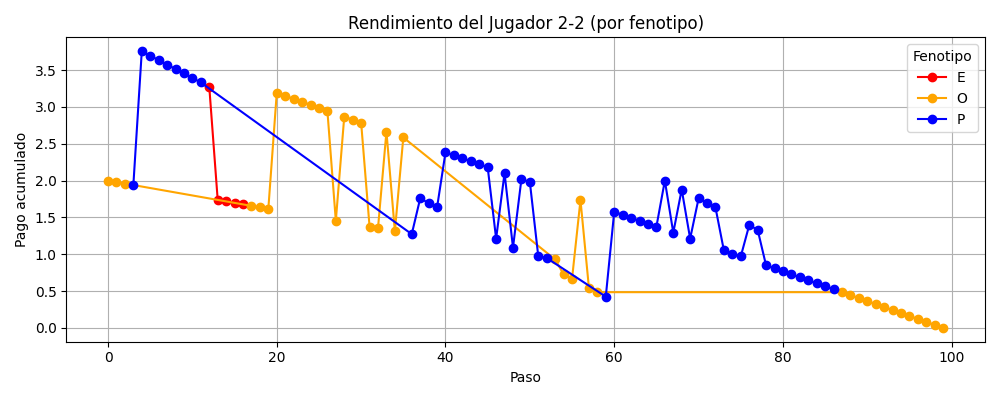 Rendimiento del Jugador 2-2 (por fenotipo)
Pago acumulado
3.5
3.0
2.5
2.0
1.5
1.0
0.5
0.0
Fenotipo
E
O
P
0
20
40
60
80
100
Paso